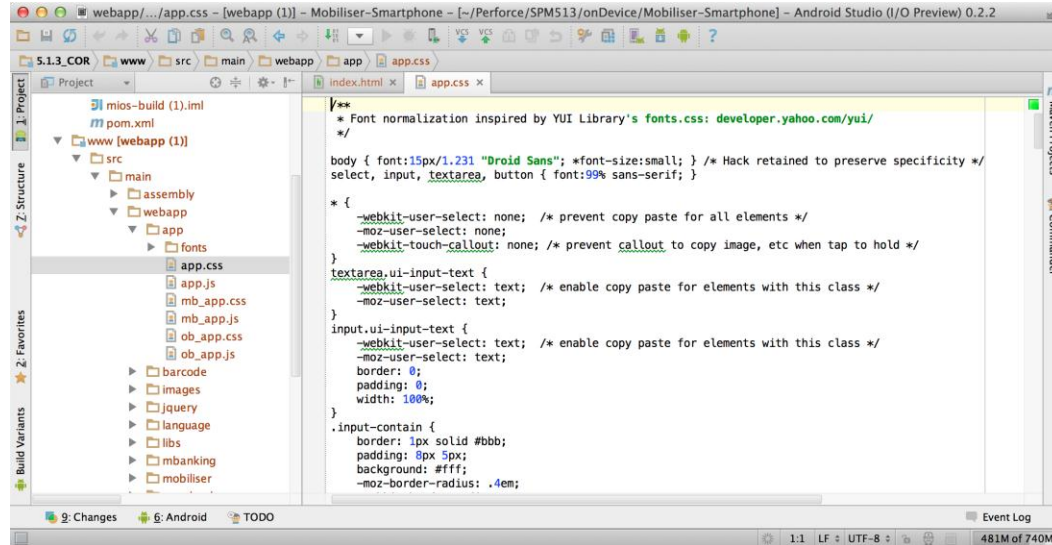 webapp/.../app.css - [webapp (1)] - Mobiliser-Smartphone - [~/Perforce/SPM513/onDevice/Mobiliser-Smartphone] - Android Studio (I/O Preview) 0.2.2
5.1.3_COR www src main webapp app app.css
Project
index.html
app.css
1: Project
Z: Structure
2: Favorites
Build Variants
mios-build (1).iml
pom.xml
www [webapp (1)]
src
main
assembly
webapp
app
fonts
app.css
app.js
mb_app.css
mb_app.js
ob_app.css
ob_app.js
barcode
images
jquery
language
libs
mbanking
mobiliser
/**
 * Font normalization inspired by YUI Library's fonts.css: developer.yahoo.com/yui/
 */
body { font:15px/1.231 "Droid Sans"; *font-size:small; } /* Hack retained to preserve specificity */
select, input, textarea, button { font:99% sans-serif; }
* {
    -webkit-user-select: none;  /* prevent copy paste for all elements */
    -moz-user-select: none;
    -webkit-touch-callout: none; /* prevent callout to copy image, etc when tap to hold */
}
textarea.ui-input-text {
    -webkit-user-select: text;  /* enable copy paste for elements with this class */
    -moz-user-select: text;
}
input.ui-input-text {
    -webkit-user-select: text;  /* enable copy paste for elements with this class */
    -moz-user-select: text;
    border: 0;
    padding: 0;
    width: 100%;
}
.input-contain {
    border: 1px solid #bbb;
    padding: 8px 5px;
    background: #fff;
    -moz-border-radius: .4em;
9: Changes
6: Android
TODO
Event Log
1:1 LF UTF-8 481M of 740M